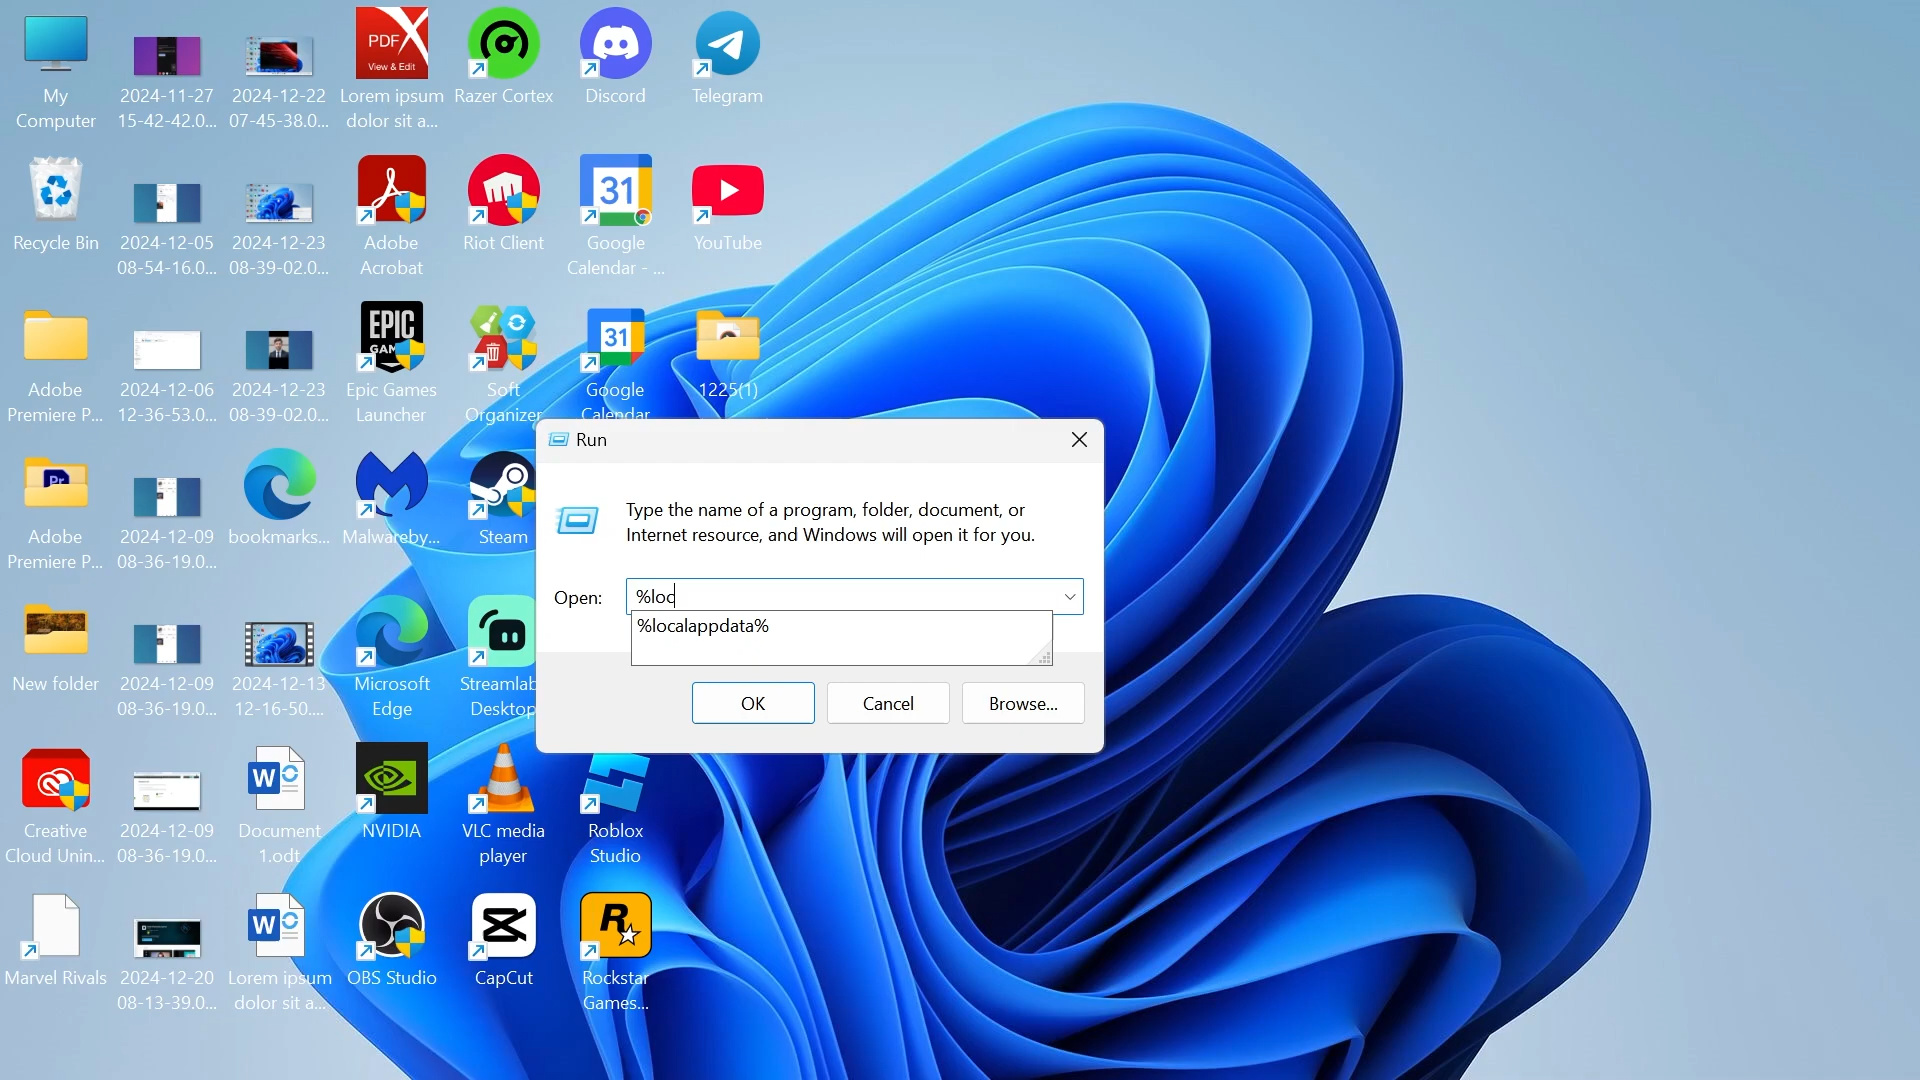 My
Computer
2024-11-27
15-42-42.0...
2024-12-22
07-45-38.0...
PDF
View & Edit
Lorem ipsum
dolor sit a...
Razer Cortex
Discord
Telegram
Recycle Bin
2024-12-05
08-54-16.0...
2024-12-23
08-39-02.0...
Adobe
Acrobat
Riot Client
31
Google
Calendar - ...
YouTube
Adobe
Premiere P...
2024-12-06
12-36-53.0...
2024-12-23
08-39-02.0...
EPIC
GAM
Epic Games
Launcher
Soft
Organizer
31
Google
Calendar
1225(1)
Pr
Adobe
Premiere P...
2024-12-09
08-36-19.0...
bookmarks...
Malwareby...
Steam
Run
Type the name of a program, folder, document, or
Internet resource, and Windows will open it for you.
Open:
%loc
%localappdata%
OK
Cancel
Browse...
New folder
2024-12-09
08-36-19.0...
2024-12-13
12-16-50....
Microsoft
Edge
Streamlab
Desktop
Creative
Cloud Unin...
2024-12-09
08-36-19.0...
W
Document
1.odt
NVIDIA
VLC media
player
Roblox
Studio
Marvel Rivals
2024-12-20
08-13-39.0...
W
Lorem ipsum
dolor sit a...
OBS Studio
CapCut
R
Rockstar
Games...